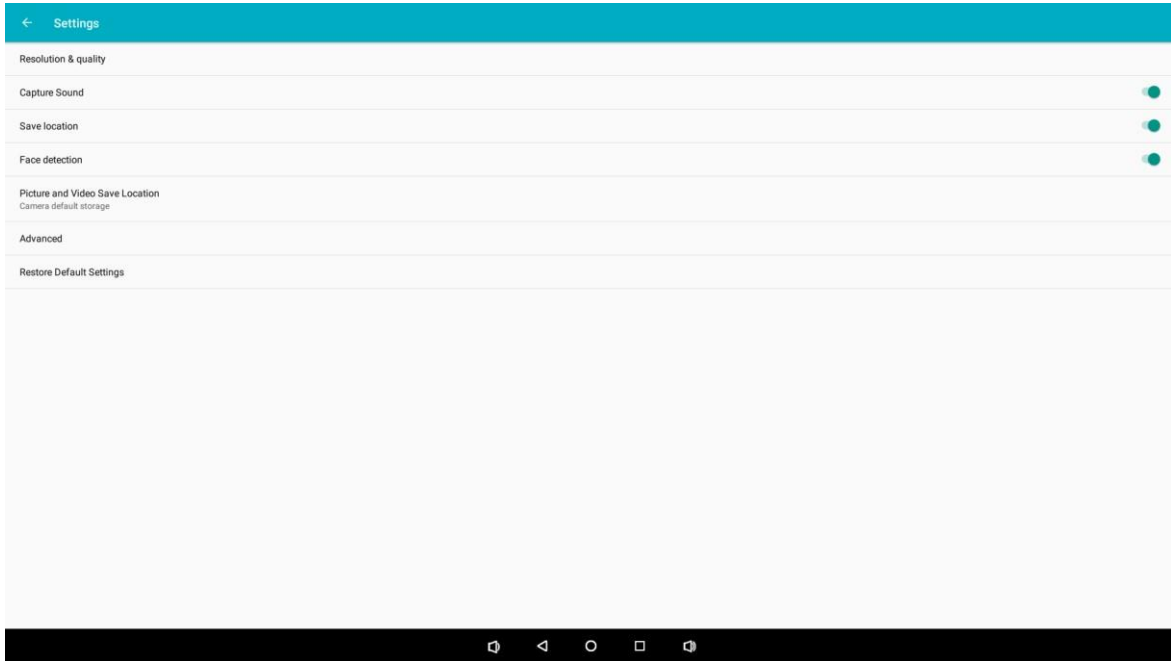 Settings
Resolution & quality
Capture Sound
Save location
Face detection
Picture and Video Save Location
Camera default storage
Advanced
Restore Default Settings